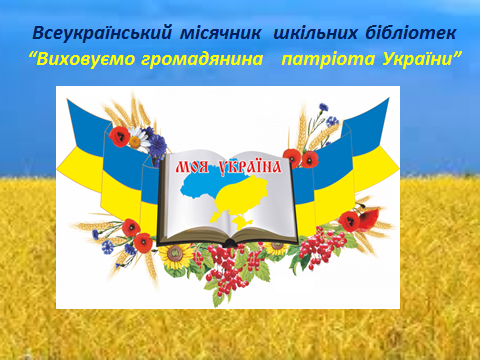 Всеукраїнський місячник шкільних бібліотек
“Виховуємо громадянина патріота України”
МОЯ УКРАЇНА